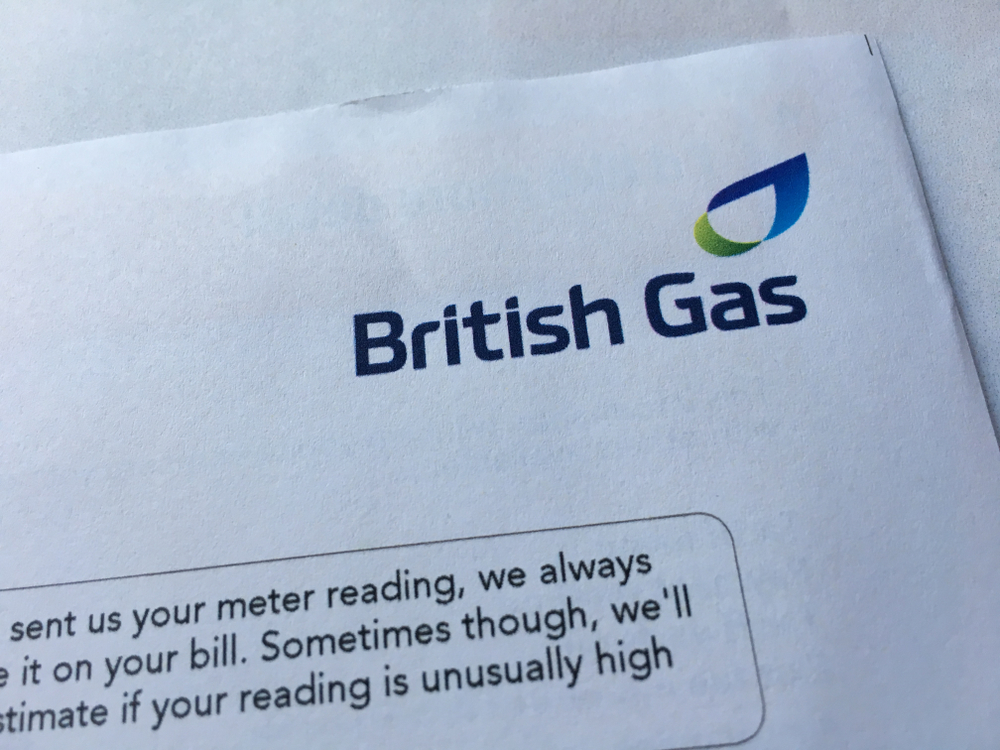 British Gas
sent us your meter reading, we always
it on your bill. Sometimes though, we'll
if your reading is unusually high